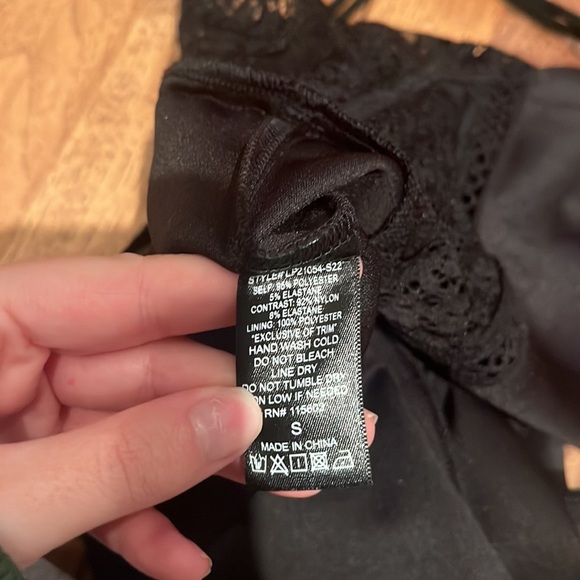 STYLE# LP21054-S22
SELF: 95% POLYESTER
5% ELASTANE
CONTRAST: 92% NYLON
8% ELASTANE
LINING: 100% POLYESTER
"EXCLUSIVE OF TRIM"
HAND WASH COLD
DO NOT BLEACH
LINE DRY
DO NOT TUMBLE DRY
ON LOW IF NEEDED
RN# 115602
S
MADE IN CHINA